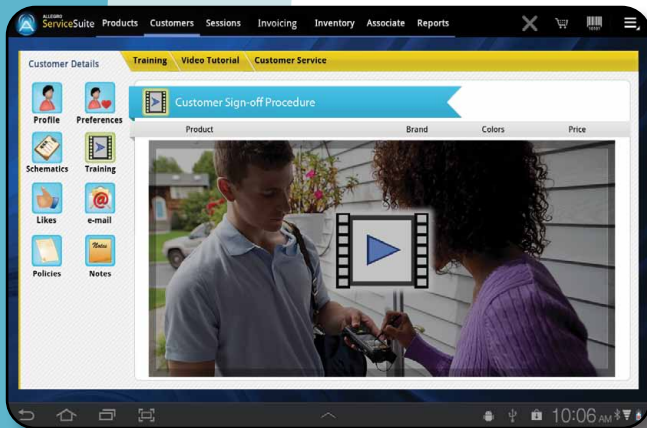 ALLEGRO
ServiceSuite Products Customers Sessions Invoicing Inventory Associate Reports
10101
Customer Details Training Video Tutorial Customer Service
Customer Sign-off Procedure
Product Brand Colors Price
Profile Preferences
Schematics Training
Likes e-mail
Notes
Policies Notes
10:06 AM